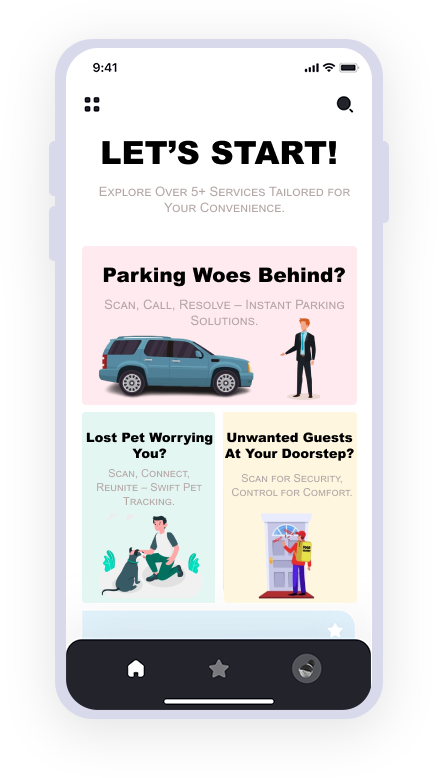 9:41
LET’S START!
Explore Over 5+ Services Tailored for
Your Convenience.
Parking Woes Behind?
Scan, Call, Resolve – Instant Parking
Solutions.
Lost Pet Worrying
You?
Scan, Connect,
Reunite – Swift Pet
Tracking.
Unwanted Guests
At Your Doorstep?
Scan for Security,
Control for Comfort.